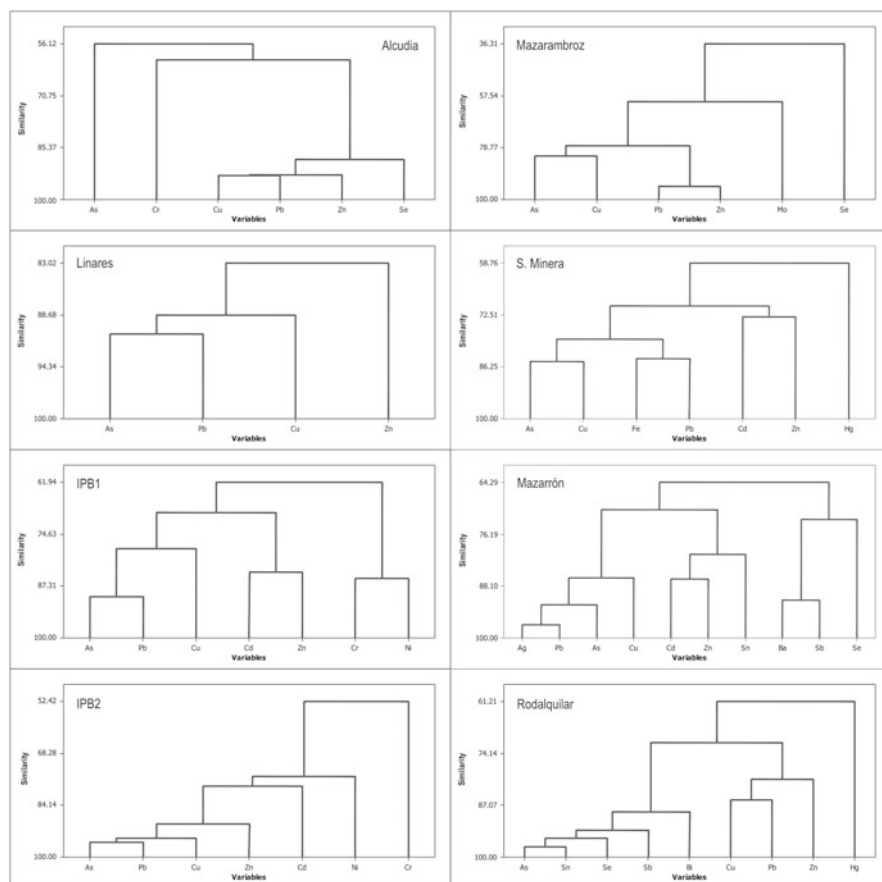 Alcudia
56.12
70.75
85.37
100.00
Similarity
As Cr Cu Pb Zn Se
Variables
Mazarambroz
36.31
57.54
78.77
100.00
Similarity
As Cu Pb Zn Mo Se
Variables
Linares
83.02
88.68
94.34
100.00
Similarity
As Pb Cu Zn
Variables
S. Minera
58.76
72.51
86.25
100.00
Similarity
As Cu Fe Pb Cd Zn Hg
Variables
IPB1
61.94
74.63
87.31
100.00
Similarity
As Pb Cu Cd Zn Cr Ni
Variables
Mazarrón
64.29
76.19
88.10
100.00
Similarity
Ag Pb As Cu Cd Zn Sn Ba Sb Se
Variables
IPB2
52.42
68.28
84.14
100.00
Similarity
As Pb Cu Zn Cd Ni Cr
Variables
Rodalquilar
61.21
74.14
87.07
100.00
Similarity
As Sn Se Sb Bi Cu Pb Zn Hg
Variables